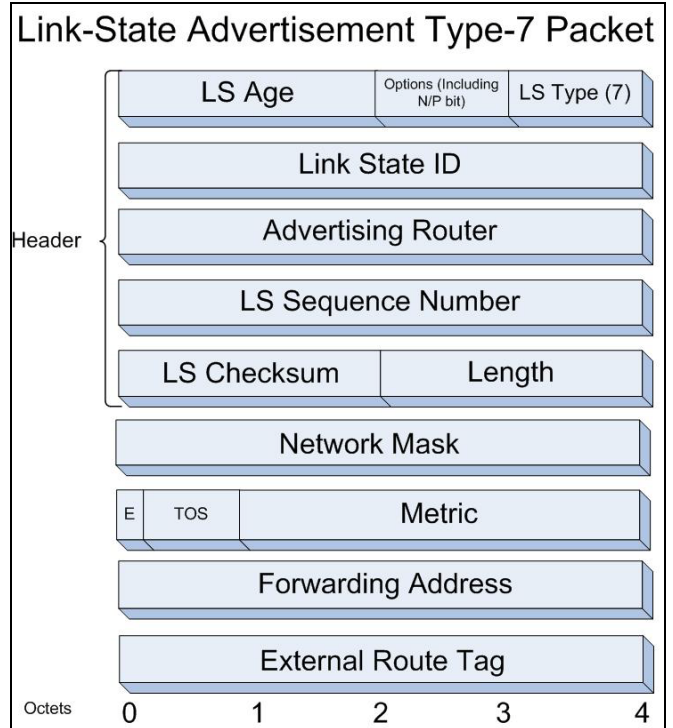 Link-State Advertisement Type-7 Packet
LS Age
Options (Including
N/P bit)
LS Type (7)
Link State ID
Header
Advertising Router
LS Sequence Number
LS Checksum
Length
Network Mask
E
TOS
Metric
Forwarding Address
External Route Tag
Octets
0 1 2 3 4